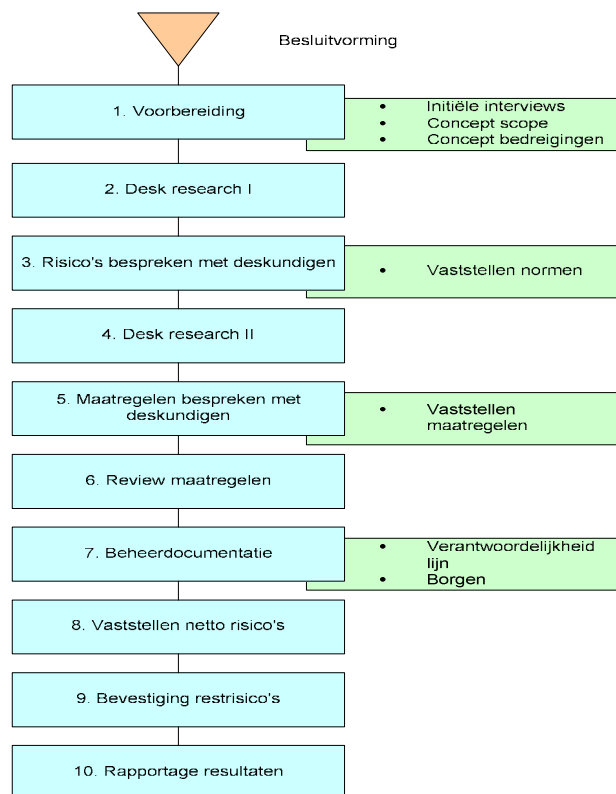 Besluitvorming
1. Voorbereiding
• Initiële interviews
• Concept scope
• Concept bedreigingen
2. Desk research I
3. Risico's bespreken met deskundigen
• Vaststellen normen
4. Desk research II
5. Maatregelen bespreken met
deskundigen
• Vaststellen
maatregelen
6. Review maatregelen
7. Beheerdocumentatie
• Verantwoordelijkheid
lijn
• Borgen
8. Vaststellen netto risico's
9. Bevestiging restrisico's
10. Rapportage resultaten